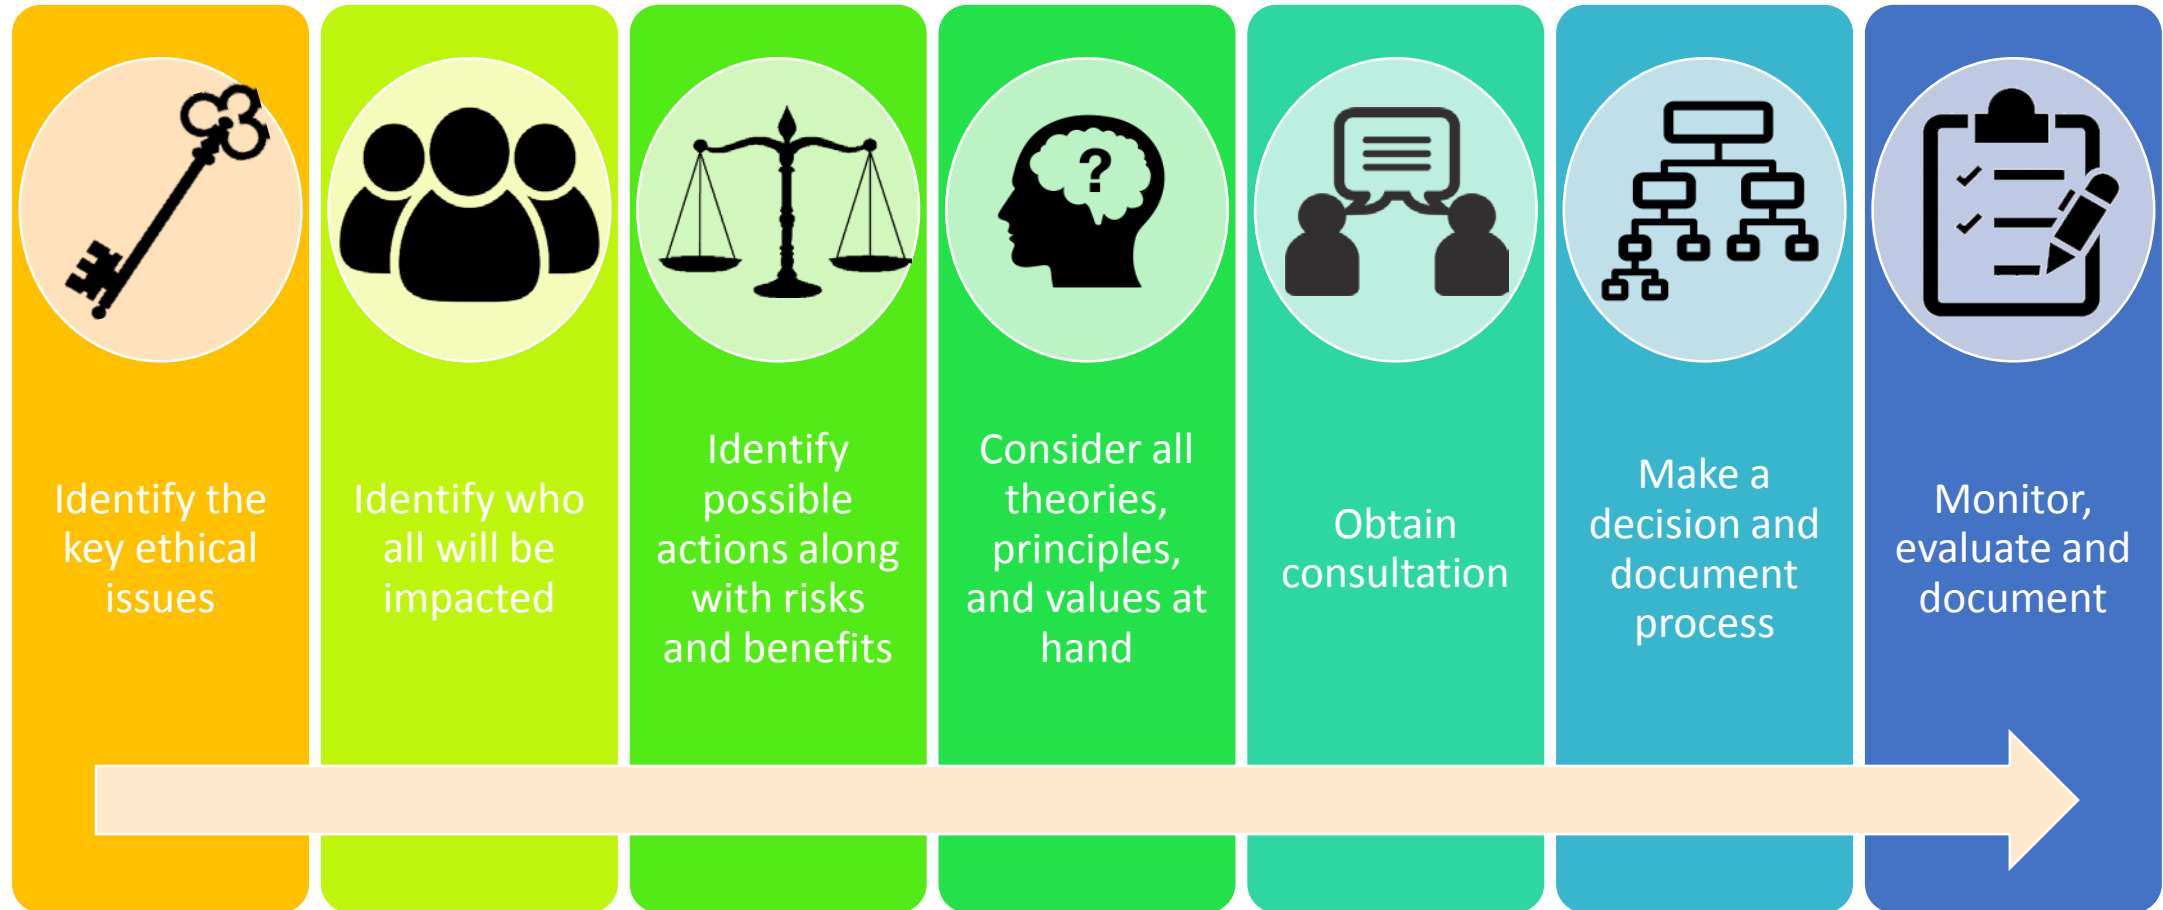 Identify the
key ethical
issues
Identify who
all will be
impacted
Identify
possible
actions along
with risks
and benefits
?
Consider all
theories,
principles,
and values at
hand
Obtain
consultation
Make a
decision and
document
process
Monitor,
evaluate and
document